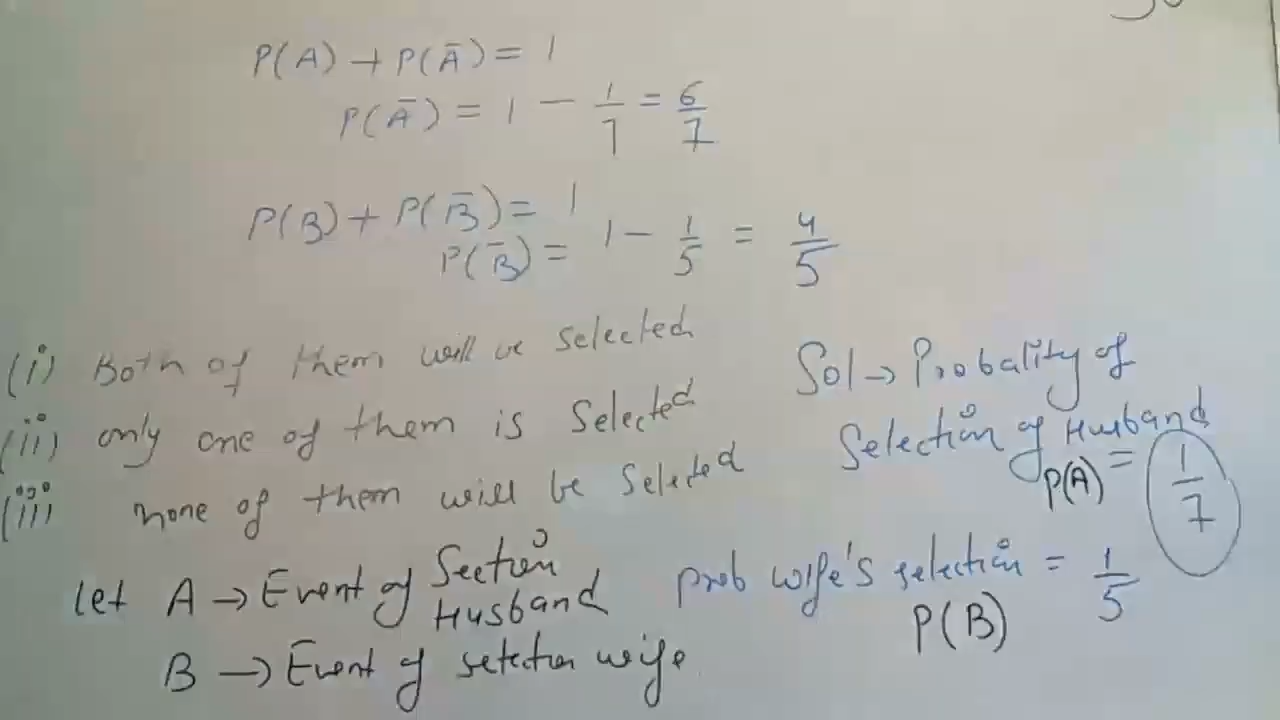 P(A) + P(Ā) = 1
P(Ā) = 1 - 1/7 = 6/7
P(B) + P(B̄) = 1
P(B̄) = 1 - 1/5 = 4/5
(i) Both of them will be selected
(ii) only one of them is Selected
(iii) none of them will be Selected
Let A → Event of Section Husband
B → Event of setection wife
Sol → Probality of
Selection of Husband
P(A) = 1/7
prob wife's selection = 1/5
P(B)